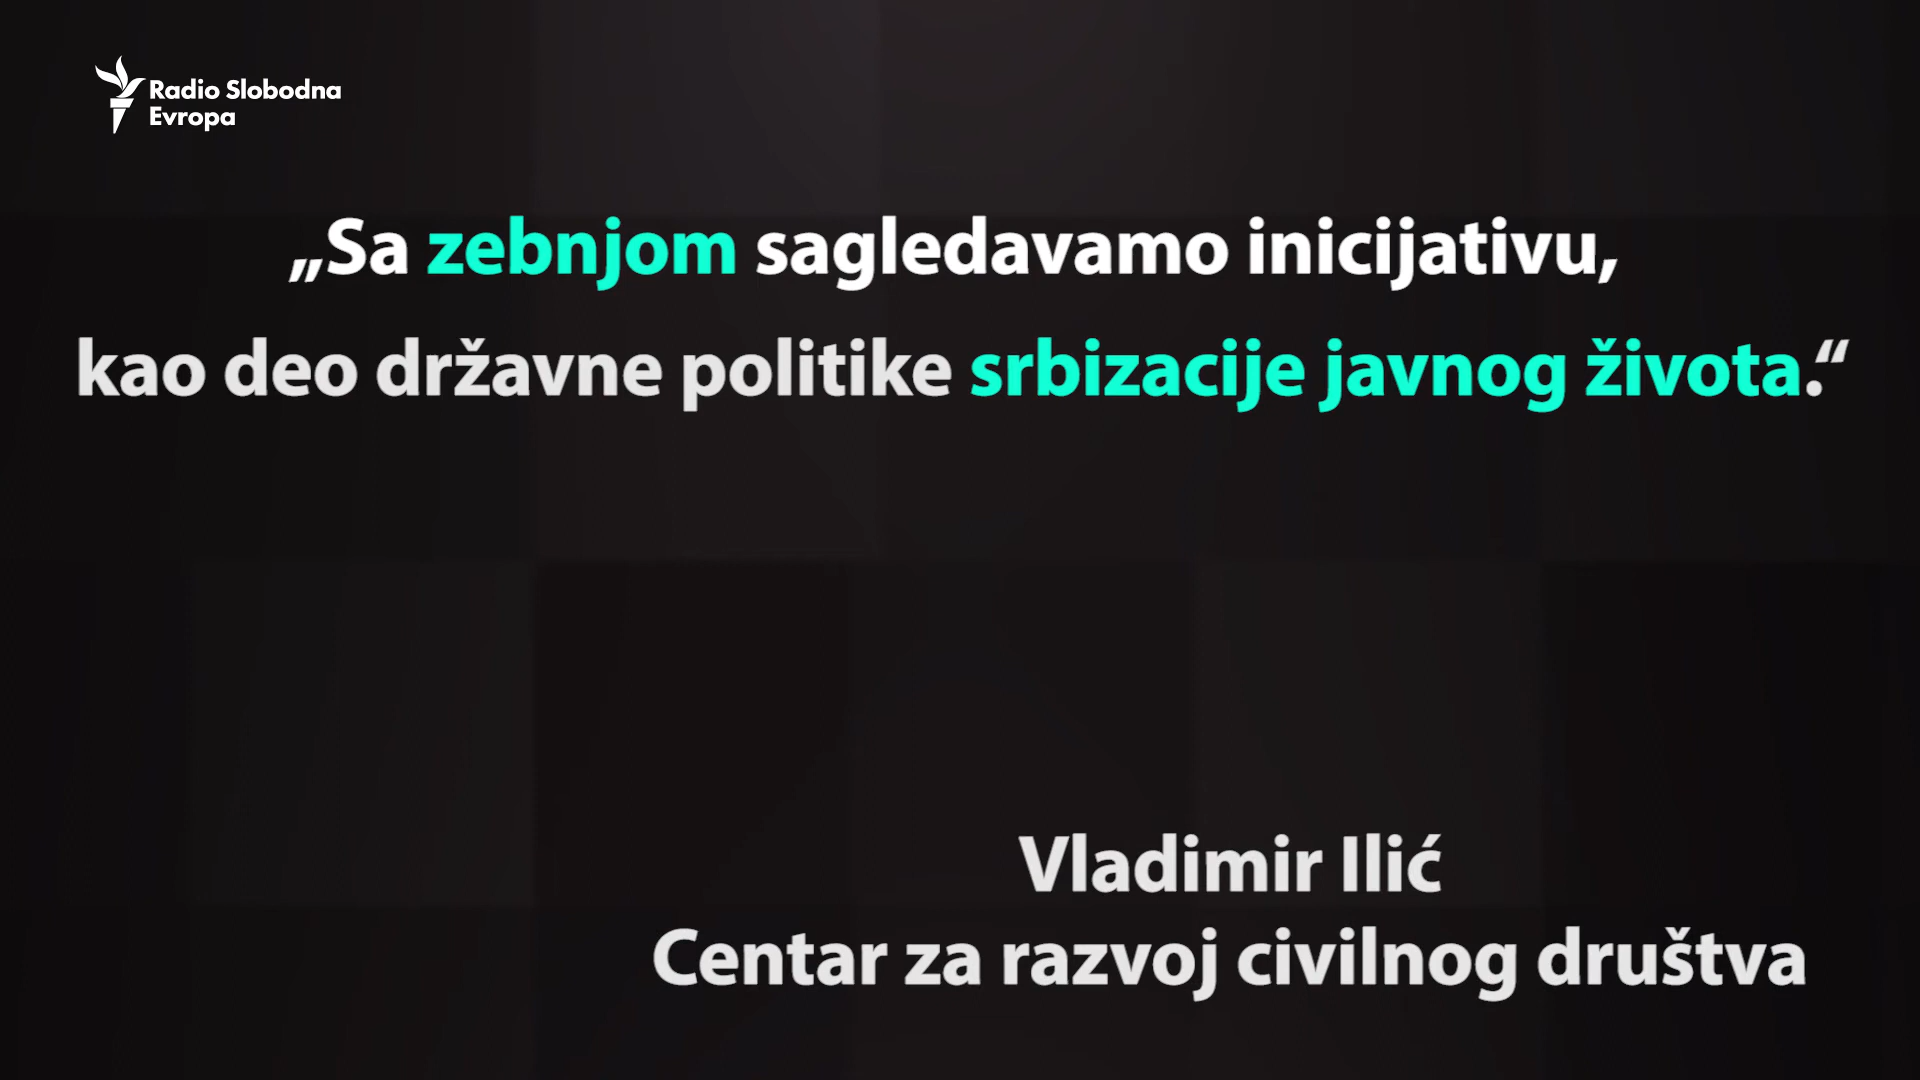 Radio Slobodna
Evropa
„Sa zebnjom sagledavamo inicijativu,
kao deo državne politike srbizacije javnog života.“
Vladimir Ilić
Centar za razvoj civilnog društva